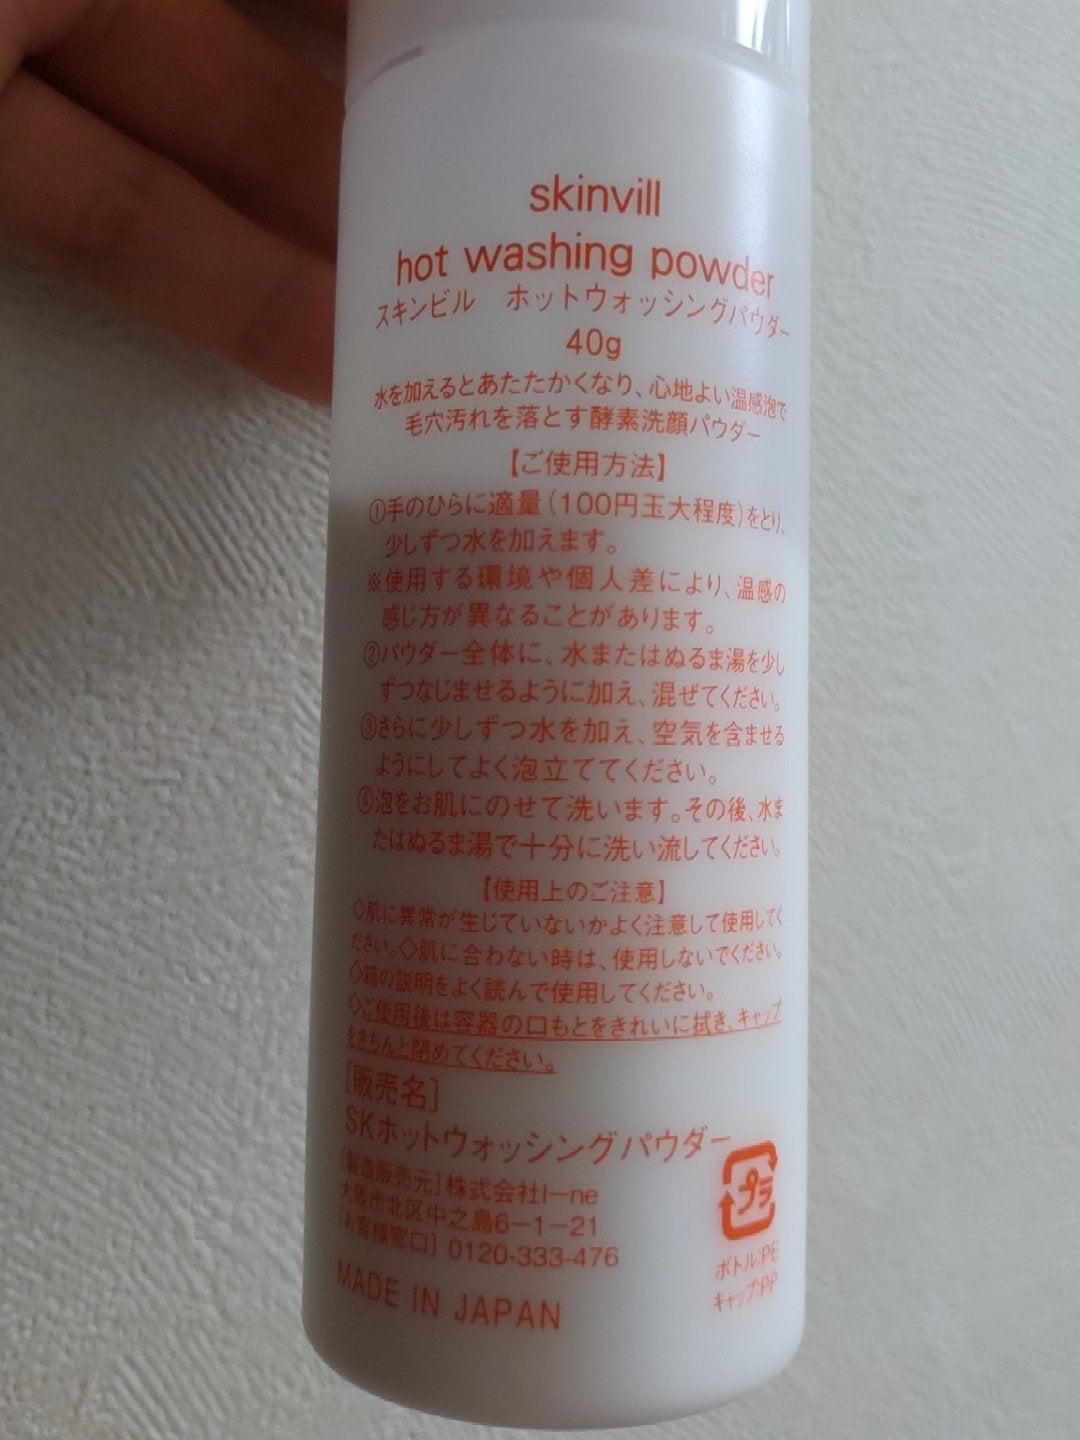 skinvill
hot washing powder
スキンビル ホットウォッシングパウダー
40g
水を加えるとあたたかくなり、心地よい温感泡で
毛穴汚れを落とす酵素洗顔パウダー
【ご使用方法】
①手のひらに適量(100円玉大程度)をとり、
少しずつ水を加えます。
※使用する環境や個人差により、温感の
感じ方が異なることがあります。
②パウダー全体に、水またはぬるま湯を少し
ずつなじませるように加え、混ぜてください。
③さらに少しずつ水を加え、空気を含ませる
ようにしてよく泡立ててください。
④泡をお肌にのせて洗います。その後、水ま
たはぬるま湯で十分に洗い流してください。
【使用上のご注意】
◇肌に異常が生じていないかよく注意して使用してく
ださい。◇肌に合わない時は、使用しないでください。
◇箱の説明をよく読んで使用してください。
◇ご使用後は容器の口もとをきれいに拭き、キャップ
をきちんと閉めてください。
[販売名]
SKホットウォッシングパウダー
[製造販売元]株式会社I-ne
大阪市北区中之島6-1-21
[お客様窓口] 0120-333-476
MADE IN JAPAN
プラ
ボトル:PE
キャップ:PP